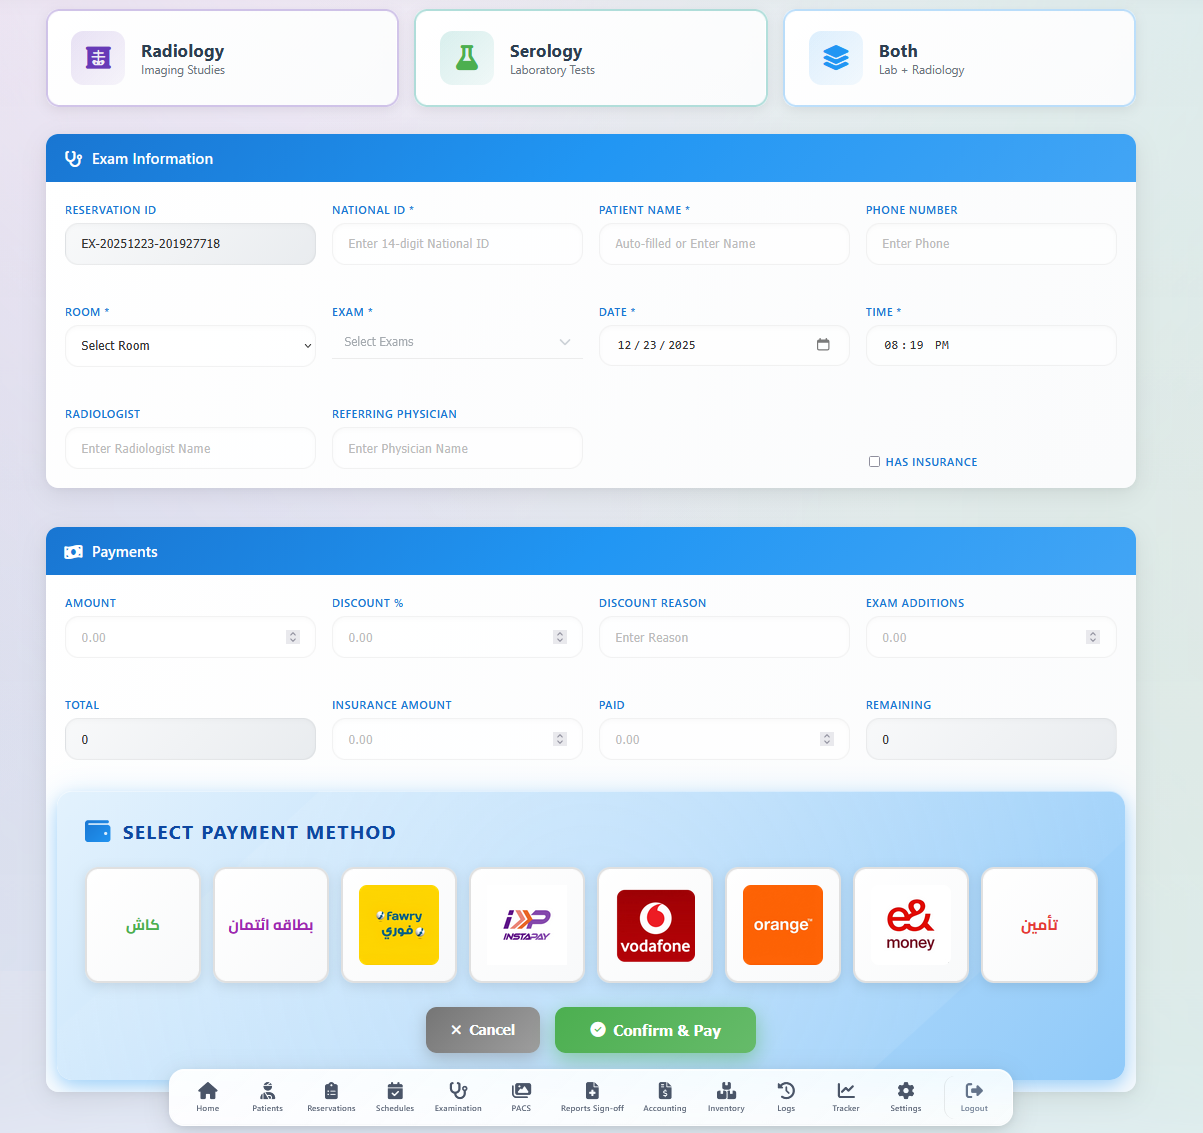 Radiology
Imaging Studies
Serology
Laboratory Tests
Both
Lab + Radiology
Exam Information
RESERVATION ID
NATIONAL ID *
PATIENT NAME *
PHONE NUMBER
EX-20251223-201927718
Enter 14-digit National ID
Auto-filled or Enter Name
Enter Phone
ROOM *
EXAM *
DATE *
TIME *
Select Room
Select Exams
12/23/2025
08:19 PM
RADIOLOGIST
REFERRING PHYSICIAN
Enter Radiologist Name
Enter Physician Name
HAS INSURANCE
Payments
AMOUNT
DISCOUNT %
DISCOUNT REASON
EXAM ADDITIONS
0.00
0.00
Enter Reason
0.00
TOTAL
INSURANCE AMOUNT
PAID
REMAINING
0
0.00
0.00
0
SELECT PAYMENT METHOD
كاش
بطاقه ائتمان
fawry
فوري
INSTAPAY
vodafone
orange™
e&
money
تأمين
Cancel
Confirm & Pay
Home
Patients
Reservations
Schedules
Examination
PACS
Reports Sign-off
Accounting
Inventory
Logs
Tracker
Settings
Logout